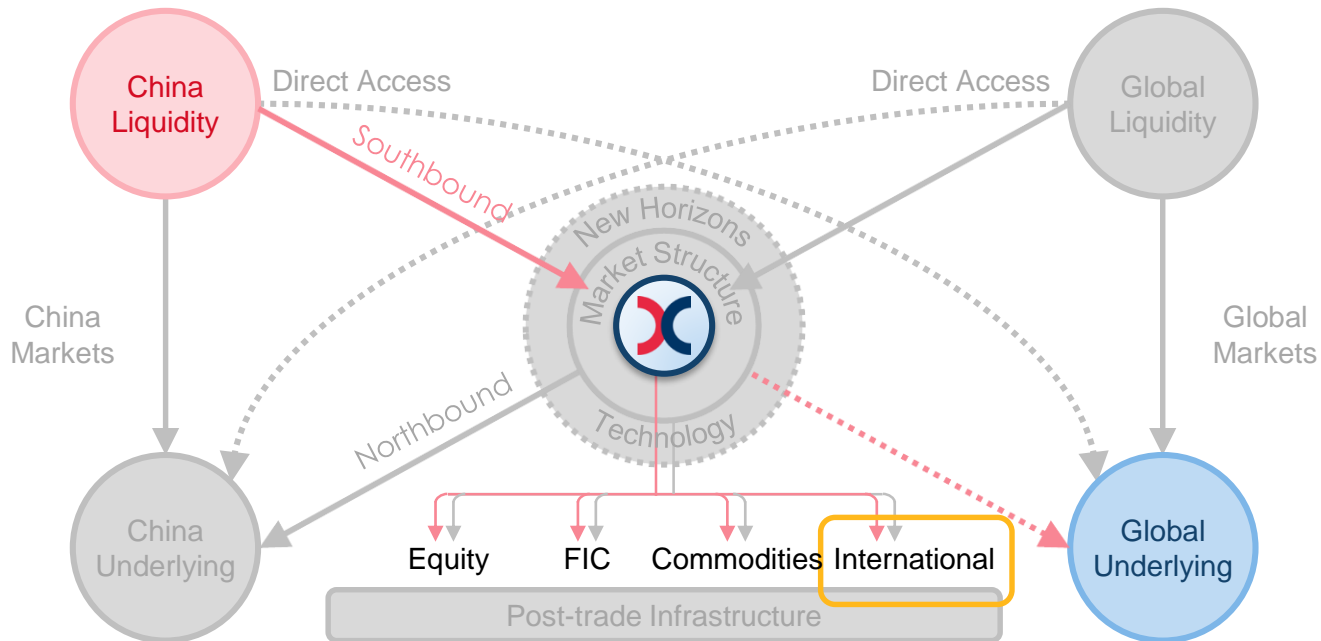 China
Liquidity
Direct Access
Direct Access
Global
Liquidity
Southbound
New Horizons
Market Structure
China
Markets
Global
Markets
Northbound
Technology
China
Underlying
Equity
FIC
Commodities
International
Global
Underlying
Post-trade Infrastructure